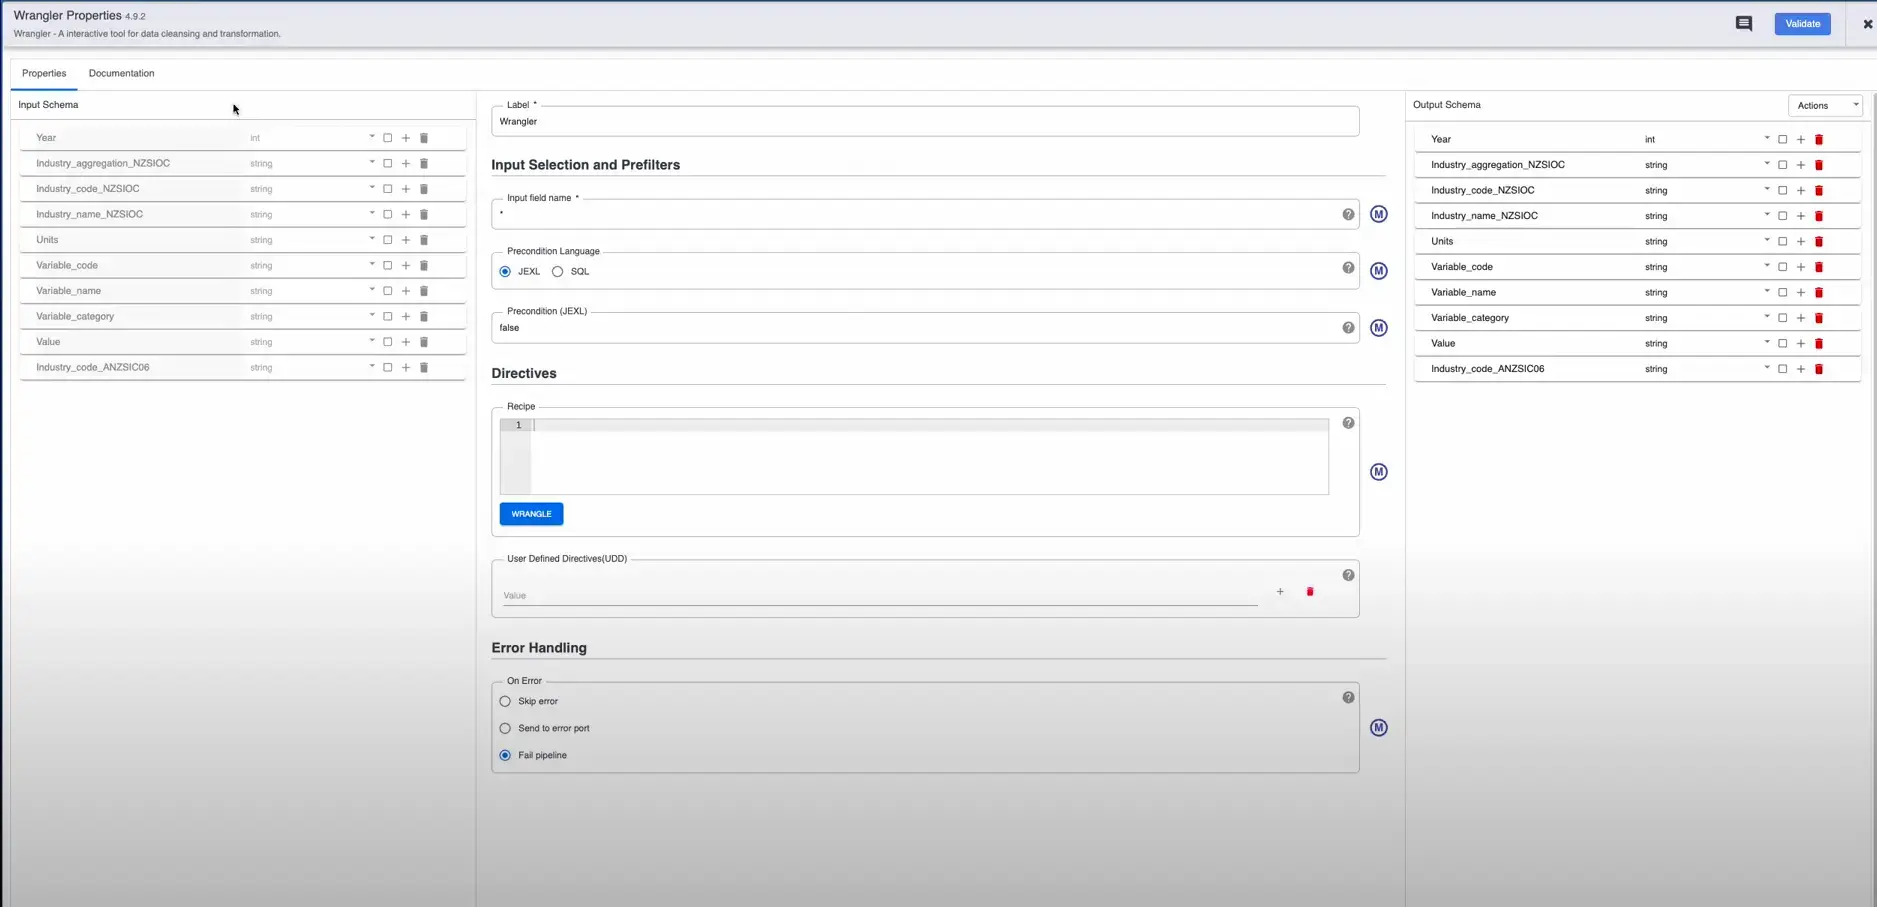 Wrangler Properties 4.9.2
Wrangler - A interactive tool for data cleansing and transformation.
Validate
Properties
Documentation
Input Schema
Year int
Industry_aggregation_NZSIOC string
Industry_code_NZSIOC string
Industry_name_NZSIOC string
Units string
Variable_code string
Variable_name string
Variable_category string
Value string
Industry_code_ANZSIC06 string
Label *
Wrangler
Input Selection and Prefilters
Input field name *
*
M
Precondition Language
JEXL
SQL
M
Precondition (JEXL)
false
M
Directives
Recipe
1
M
WRANGLE
User Defined Directives(UDD)
Value
Error Handling
On Error
Skip error
Send to error port
M
Fail pipeline
Output Schema
Actions
Year int
Industry_aggregation_NZSIOC string
Industry_code_NZSIOC string
Industry_name_NZSIOC string
Units string
Variable_code string
Variable_name string
Variable_category string
Value string
Industry_code_ANZSIC06 string